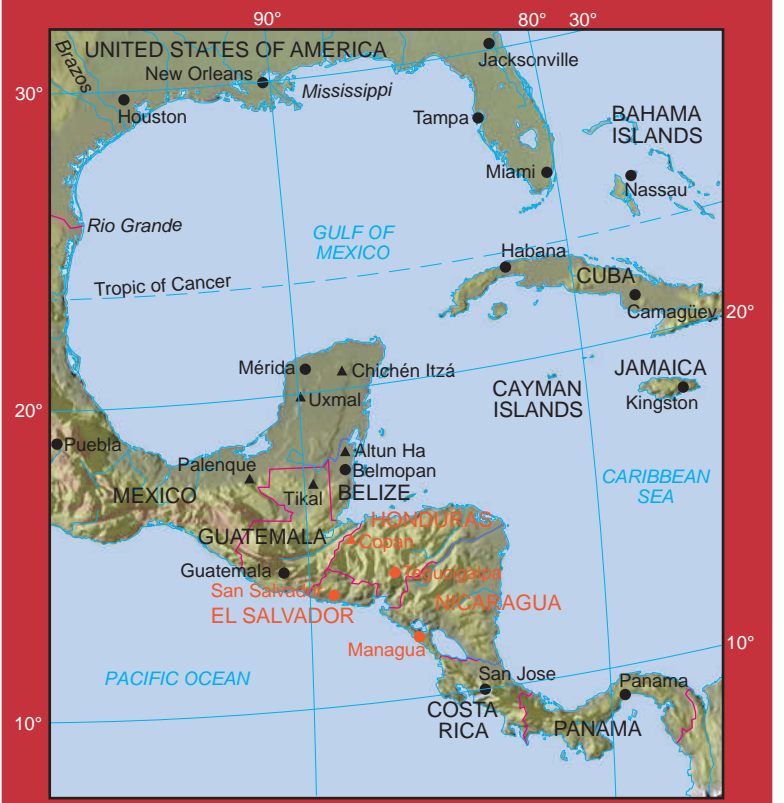 90°
80° 30°
UNITED STATES OF AMERICA
Brazos
New Orleans
Jacksonville
30°
Mississippi
Houston
Tampa
BAHAMA
ISLANDS
Miami
Nassau
Rio Grande
GULF OF
MEXICO
Habana
Tropic of Cancer
CUBA
Camagüey
20°
Mérida
Chichén Itzá
JAMAICA
CAYMAN
ISLANDS
Uxmal
Kingston
20°
Puebla
Altun Ha
Palenque
Belmopan
CARIBBEAN
SEA
MEXICO
Tikal
BELIZE
HONDURAS
GUATEMALA
Copán
Guatemala
Tegucigalpa
San Salvador
NICARAGUA
EL SALVADOR
10°
Managua
PACIFIC OCEAN
San Jose
Panama
COSTA
RICA
10°
PANAMA